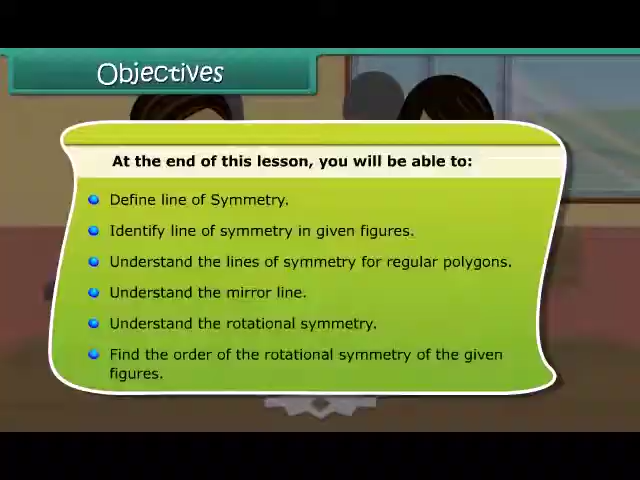 Objectives
At the end of this lesson, you will be able to:
Define line of Symmetry.
Identify line of symmetry in given figures.
Understand the lines of symmetry for regular polygons.
Understand the mirror line.
Understand the rotational symmetry.
Find the order of the rotational symmetry of the given
figures.